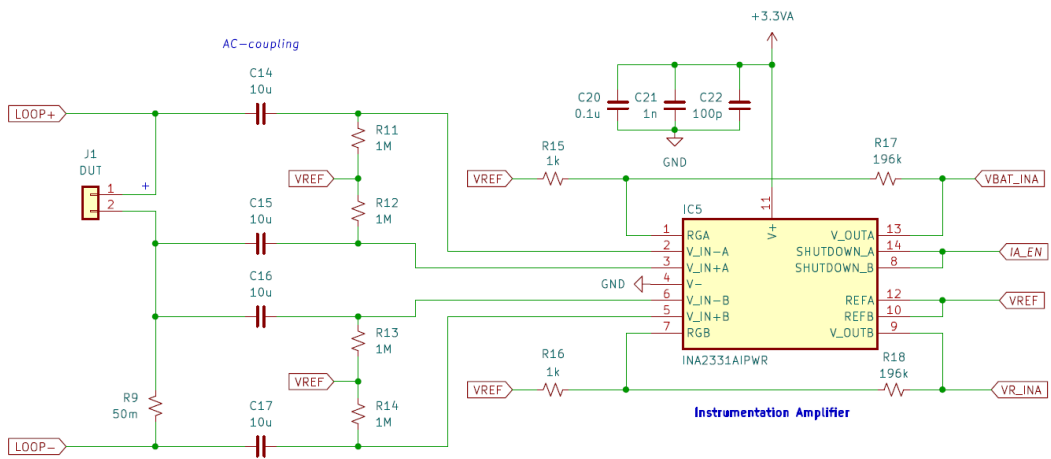 +3.3VA
AC-coupling
C14
10u
C20
0.1u
C21
1n
C22
100p
LOOP+
R11
1M
GND
R15
1k
R17
196k
J1
DUT
VREF
VREF
VBAT_INA
1
+
2
R12
1M
11
V+
IC5
C15
10u
1
RGA
V_OUTA
13
2
V_IN-A
SHUTDOWN_A
14
IA_EN
3
V_IN+A
SHUTDOWN_B
8
C16
10u
GND
4
V-
6
V_IN-B
REFA
12
VREF
5
V_IN+B
REFB
10
7
RGB
V_OUTB
9
R13
1M
INA2331AIPWR
R16
1k
R18
196k
VREF
VREF
VR_INA
R9
50m
C17
10u
R14
1M
Instrumentation Amplifier
LOOP-